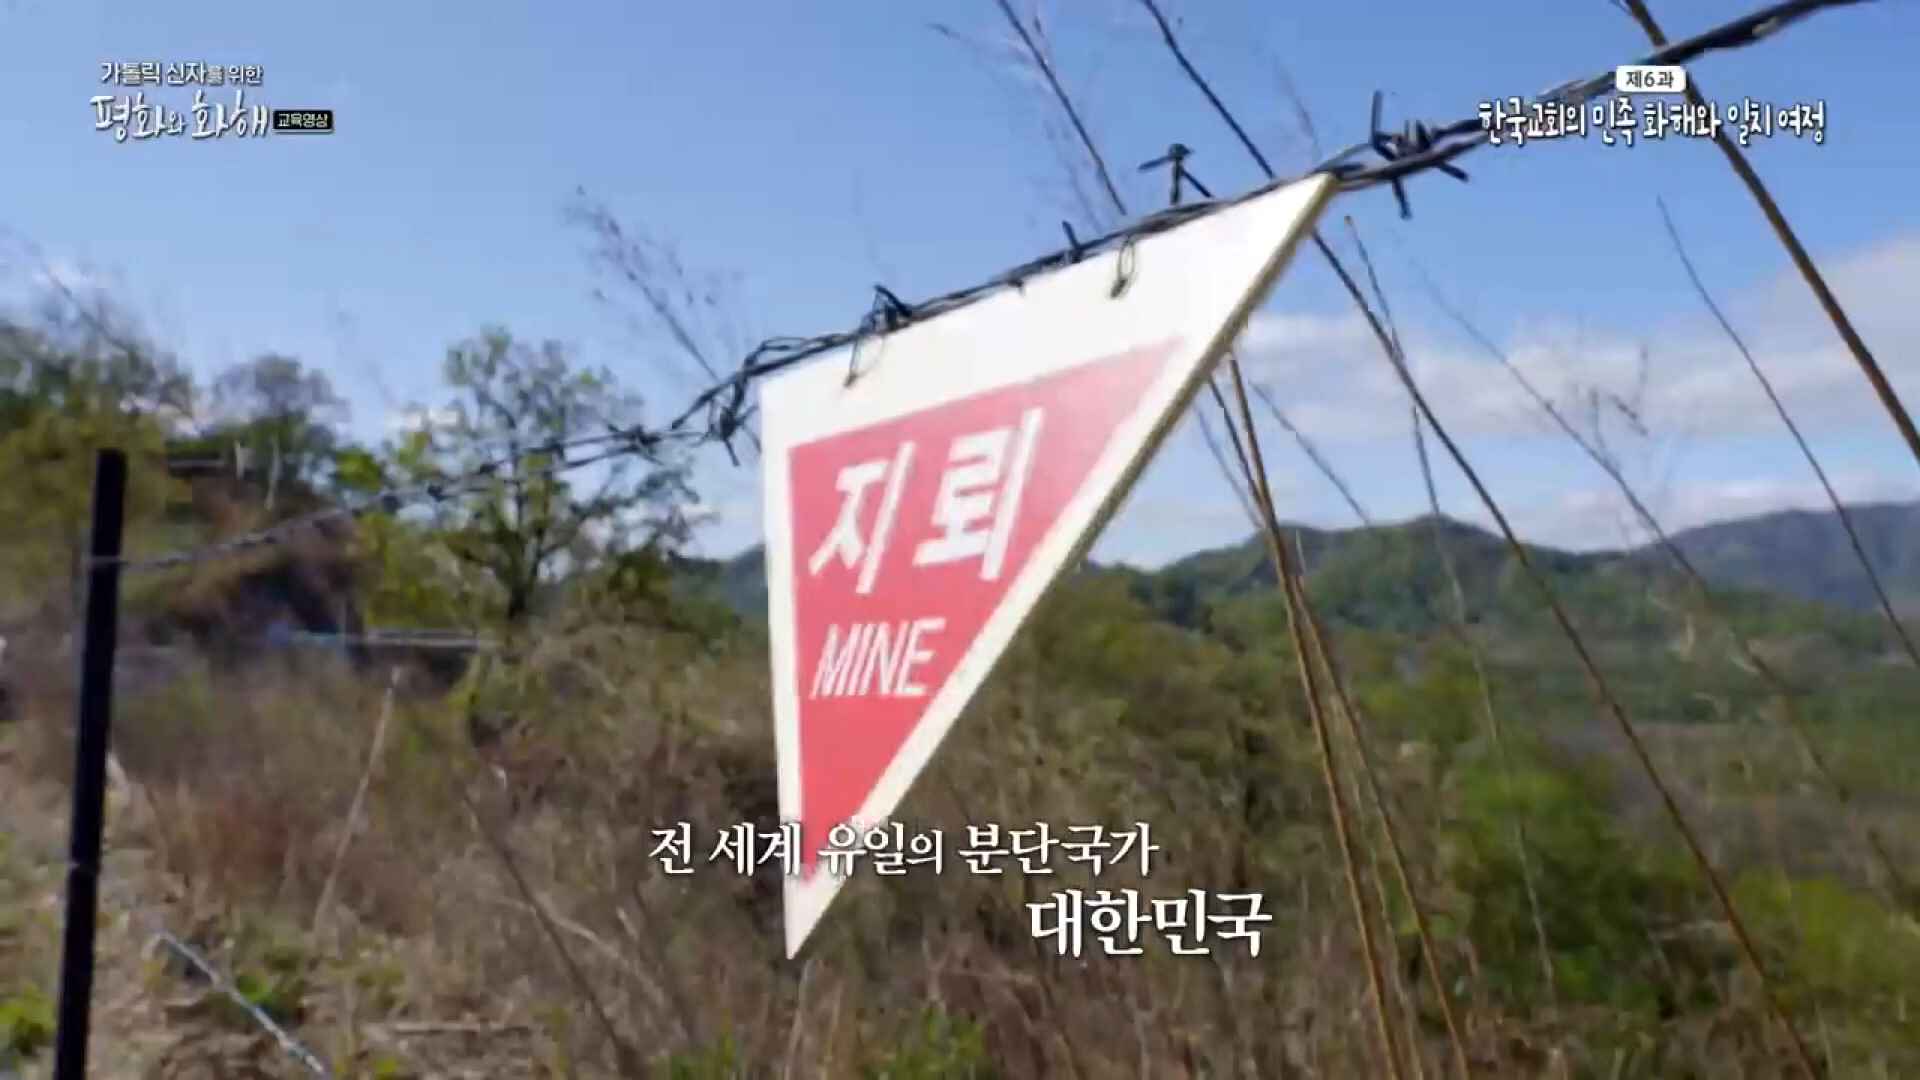 가톨릭 신자를 위한
평화와 화해 교육영상
제6과
한국교회의 민족 화해와 일치 여정
지뢰
MINE
전 세계 유일의 분단국가
대한민국